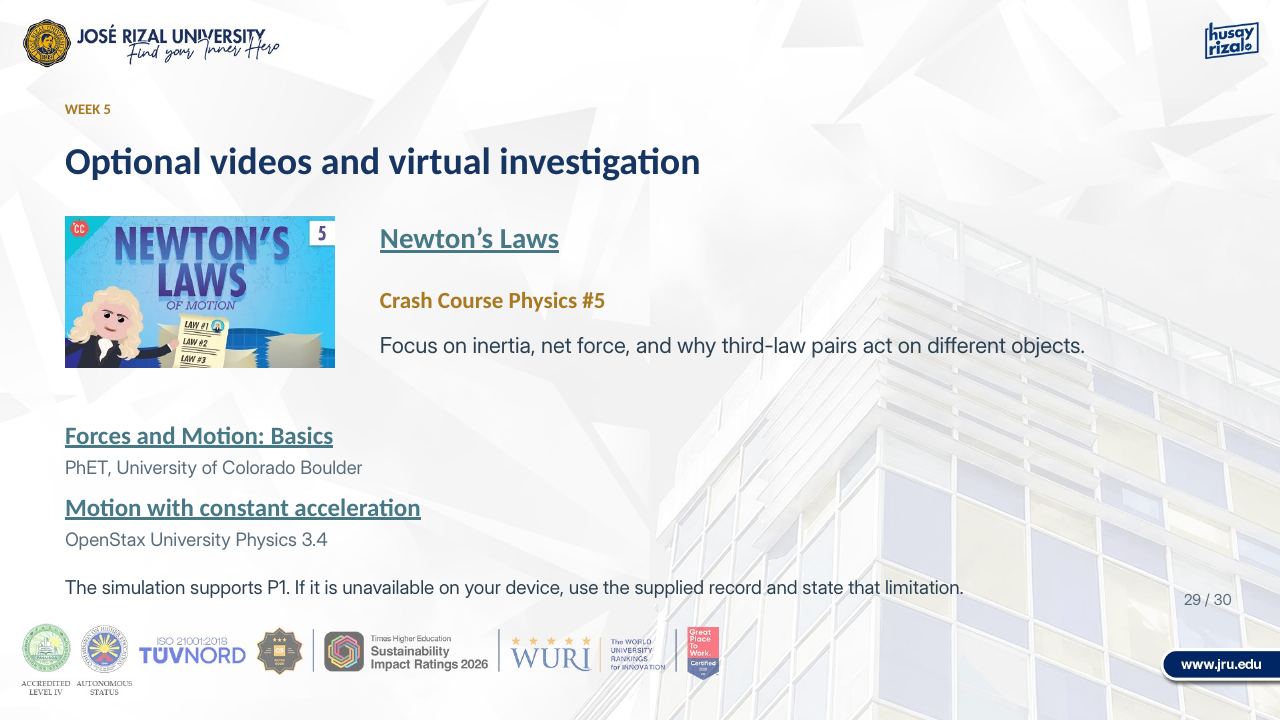 JOSÉ RIZAL UNIVERSITY
Find your Inner Hero
husay
rizal
WEEK 5
Optional videos and virtual investigation
CC
5
NEWTON'S
LAWS
OF MOTION
LAW #1
LAW #2
LAW #3
Newton’s Laws
Crash Course Physics #5
Focus on inertia, net force, and why third-law pairs act on different objects.
Forces and Motion: Basics
PhET, University of Colorado Boulder
Motion with constant acceleration
OpenStax University Physics 3.4
The simulation supports P1. If it is unavailable on your device, use the supplied record and state that limitation.
29 / 30
ACCREDITED
LEVEL IV
AUTONOMOUS
STATUS
ISO 21001:2018
TÜVNORD
Times Higher Education
Sustainability
Impact Ratings 2026
WURI
The WORLD
UNIVERSITY
RANKINGS
for INNOVATION
Great
Place
To
Work.
Certified
www.jru.edu